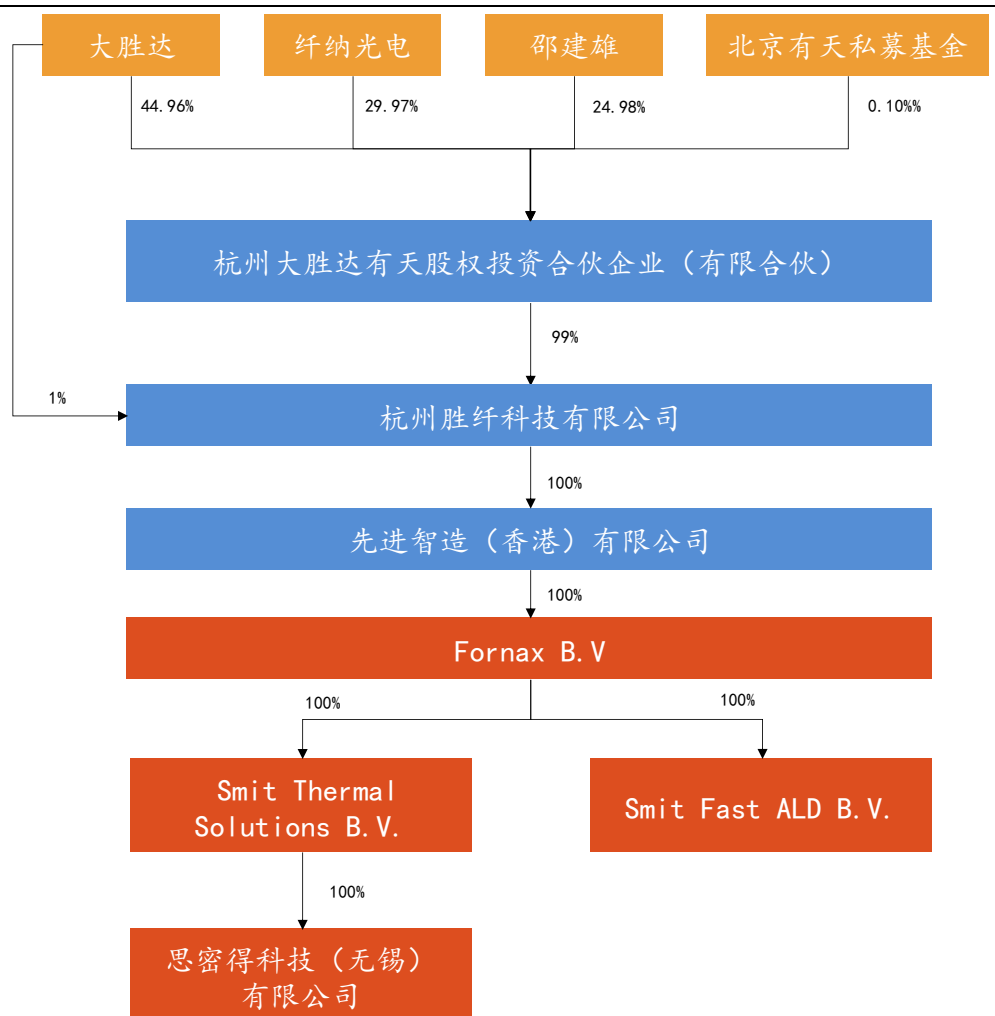 大胜达
纤纳光电
邵建雄
北京有天私募基金
44.96%
29.97%
24.98%
0.10%%
杭州大胜达有天股权投资合伙企业（有限合伙）
99%
1%
杭州胜纤科技有限公司
100%
先进智造（香港）有限公司
100%
Fornax B.V
100%
100%
Smit Thermal
Solutions B.V.
Smit Fast ALD B.V.
100%
思密得科技（无锡）
有限公司